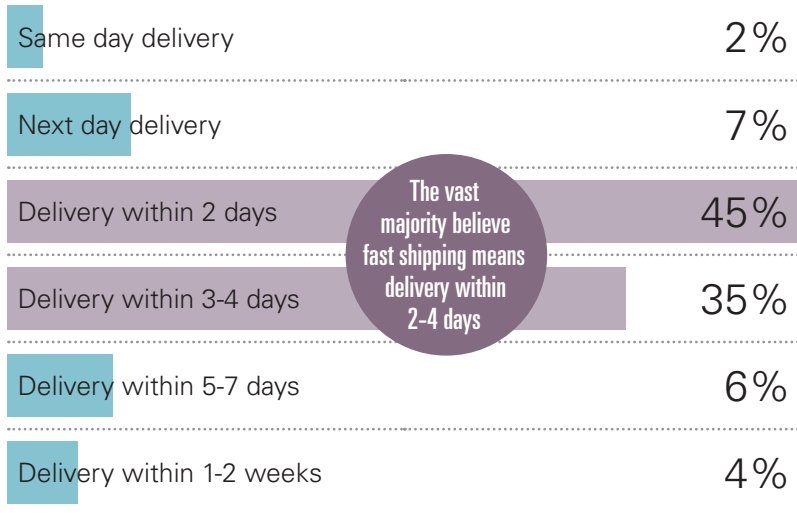 Same day delivery 2%
Next day delivery 7%
Delivery within 2 days 45%
The vast
majority believe
fast shipping means
delivery within
2-4 days
Delivery within 3-4 days 35%
Delivery within 5-7 days 6%
Delivery within 1-2 weeks 4%